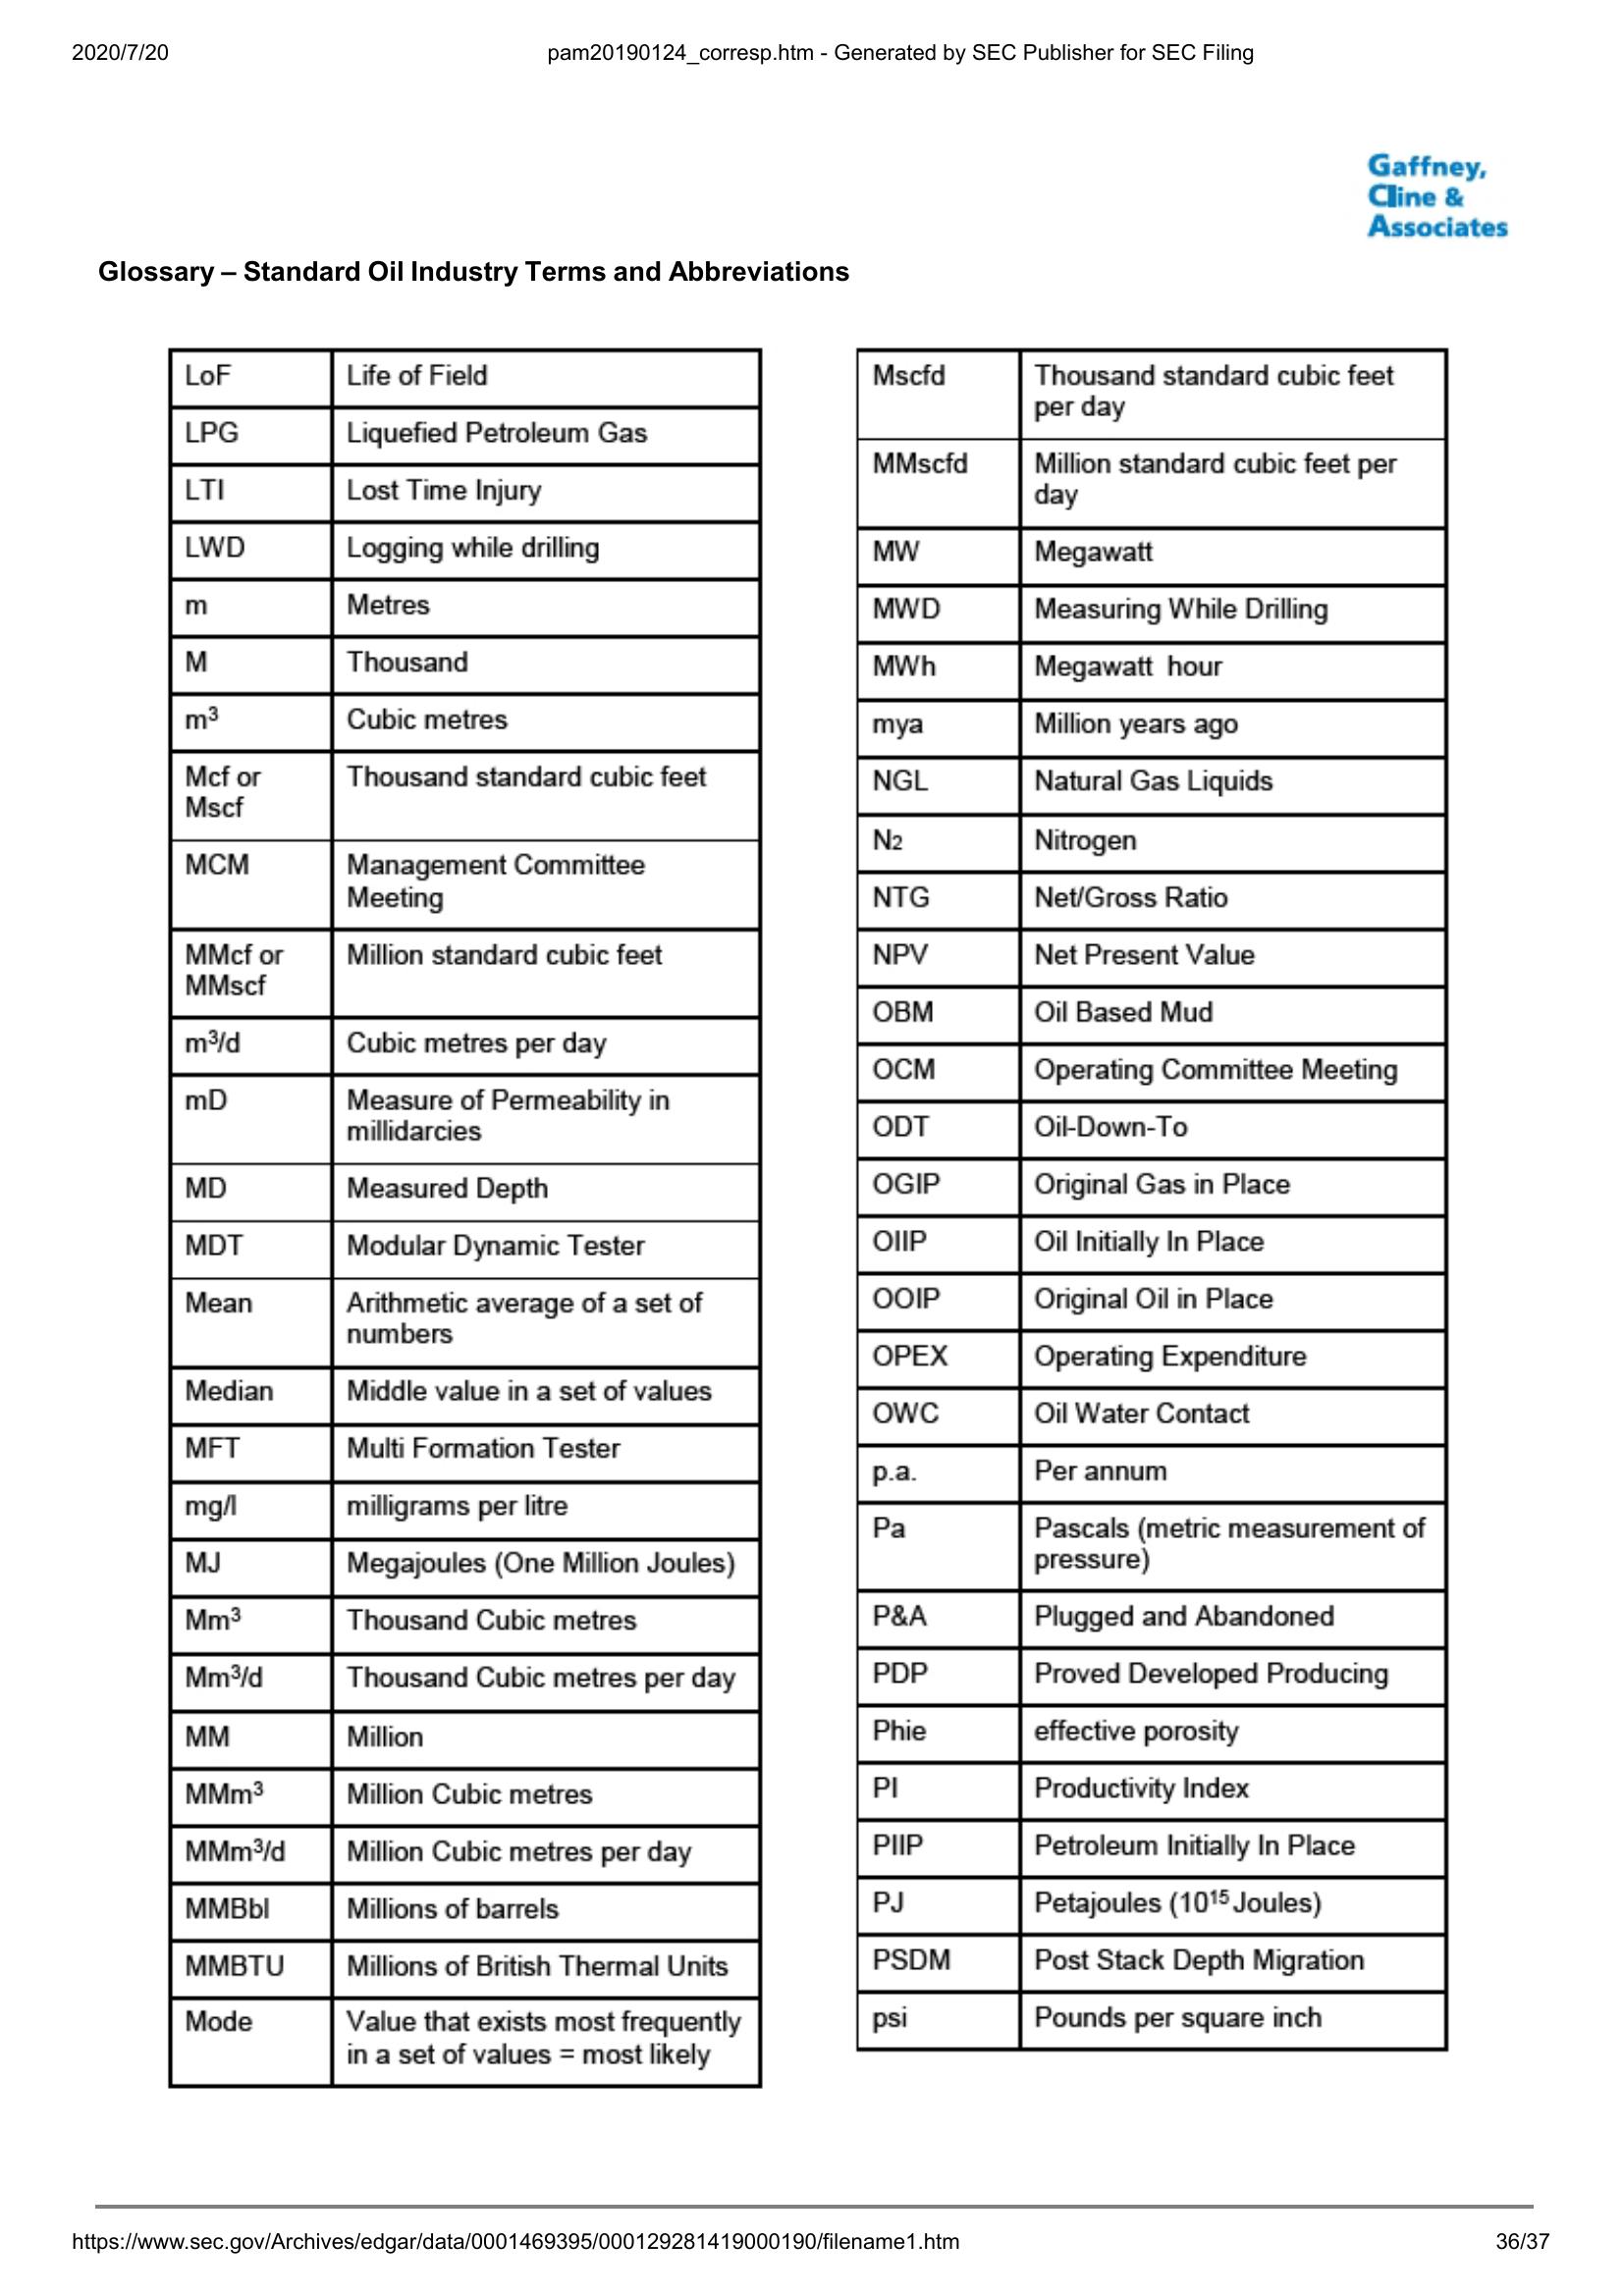 2020/7/20 pam20190124_corresp.htm - Generated by SEC Publisher for SEC Filing
Gaffney,
Cline &
Associates
Glossary – Standard Oil Industry Terms and Abbreviations
LoF Life of Field
LPG Liquefied Petroleum Gas
LTI Lost Time Injury
LWD Logging while drilling
m Metres
M Thousand
m³ Cubic metres
Mcf or Thousand standard cubic feet
Mscf
MCM Management Committee
Meeting
MMcf or Million standard cubic feet
MMscf
m³/d Cubic metres per day
mD Measure of Permeability in
millidarcies
MD Measured Depth
MDT Modular Dynamic Tester
Mean Arithmetic average of a set of
numbers
Median Middle value in a set of values
MFT Multi Formation Tester
mg/l milligrams per litre
MJ Megajoules (One Million Joules)
Mm³ Thousand Cubic metres
Mm³/d Thousand Cubic metres per day
MM Million
MMm³ Million Cubic metres
MMm³/d Million Cubic metres per day
MMBbl Millions of barrels
MMBTU Millions of British Thermal Units
Mode Value that exists most frequently
in a set of values = most likely
Mscfd Thousand standard cubic feet
per day
MMscfd Million standard cubic feet per
day
MW Megawatt
MWD Measuring While Drilling
MWh Megawatt hour
mya Million years ago
NGL Natural Gas Liquids
N2 Nitrogen
NTG Net/Gross Ratio
NPV Net Present Value
OBM Oil Based Mud
OCM Operating Committee Meeting
ODT Oil-Down-To
OGIP Original Gas in Place
OIIP Oil Initially In Place
OOIP Original Oil in Place
OPEX Operating Expenditure
OWC Oil Water Contact
p.a. Per annum
Pa Pascals (metric measurement of
pressure)
P&A Plugged and Abandoned
PDP Proved Developed Producing
Phie effective porosity
PI Productivity Index
PIIP Petroleum Initially In Place
PJ Petajoules (10¹⁵ Joules)
PSDM Post Stack Depth Migration
psi Pounds per square inch
https://www.sec.gov/Archives/edgar/data/0001469395/000129281419000190/filename1.htm 36/37